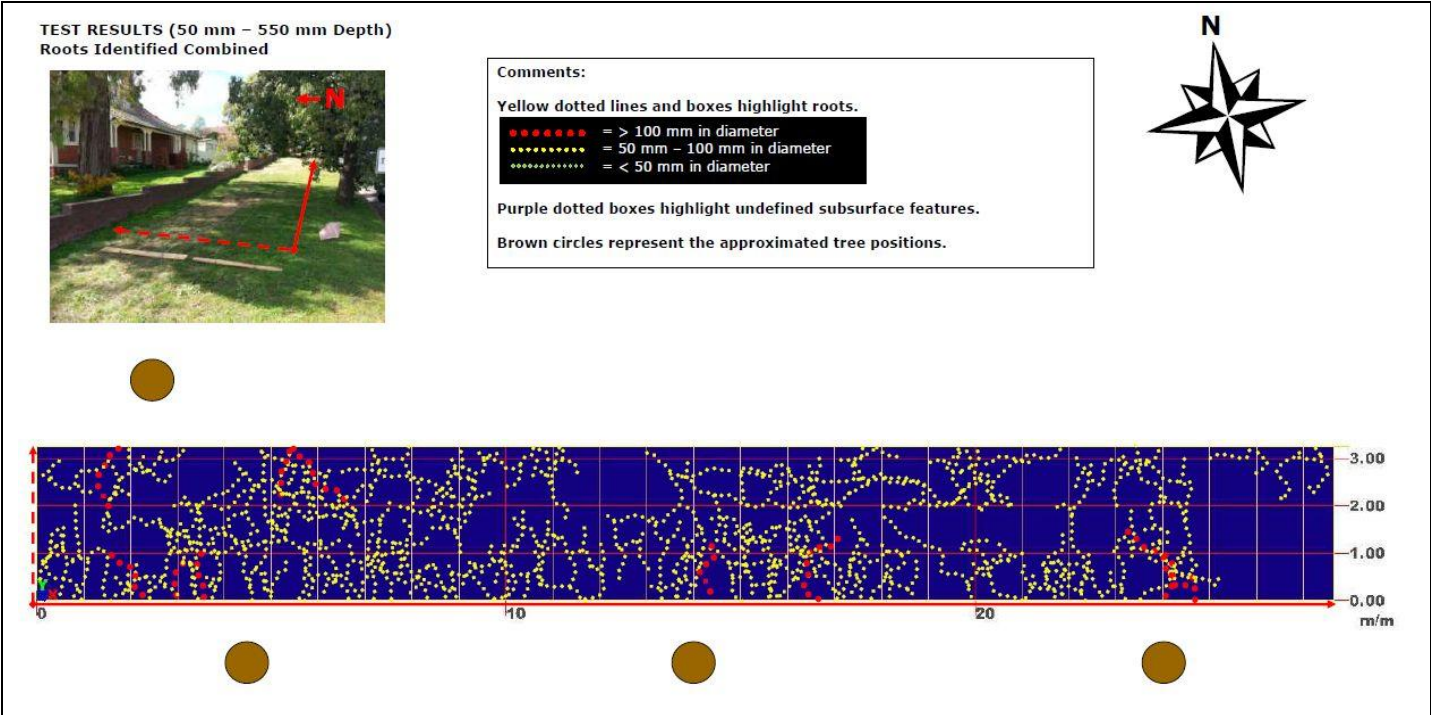 TEST RESULTS (50 mm – 550 mm Depth)
Roots Identified Combined
N
N
Comments:
Yellow dotted lines and boxes highlight roots.
= > 100 mm in diameter
= 50 mm – 100 mm in diameter
= < 50 mm in diameter
Purple dotted boxes highlight undefined subsurface features.
Brown circles represent the approximated tree positions.
3.00
2.00
1.00
0.00
Y
X
0
10
20
m/m